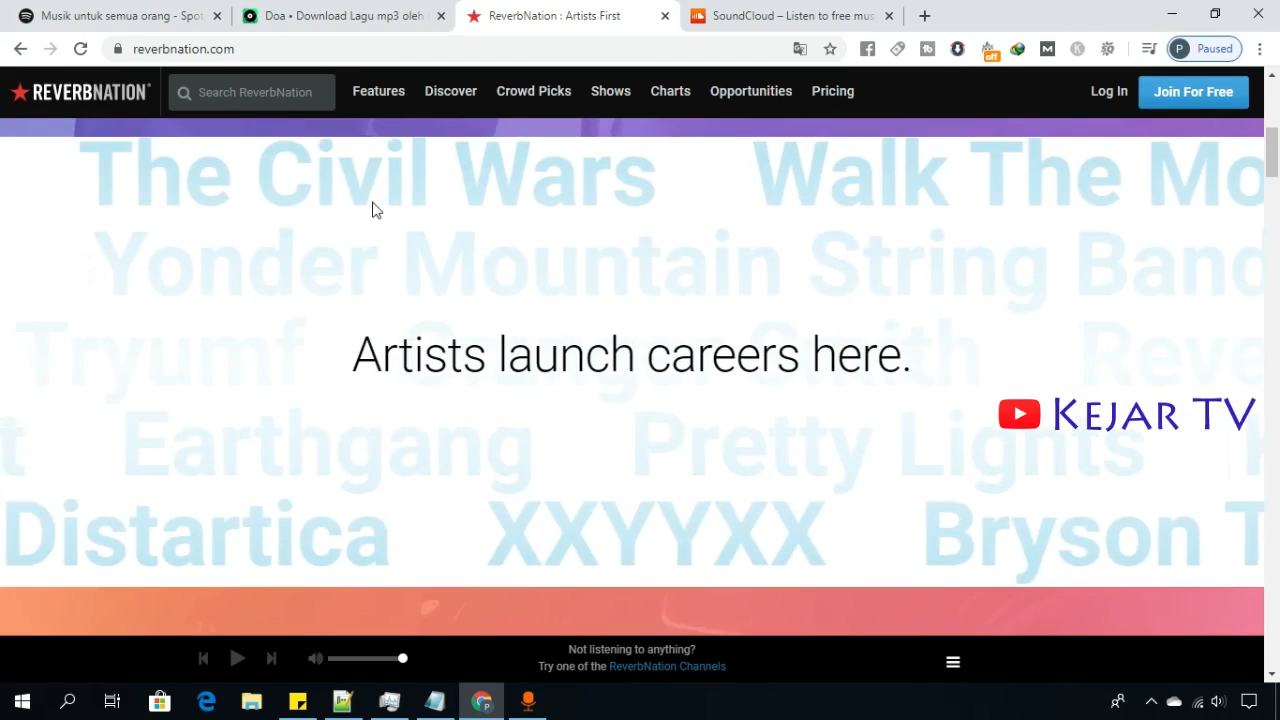 Musik untuk semua orang - Spot
Doa • Download Lagu mp3 oleh
ReverbNation : Artists First
SoundCloud – Listen to free mus
reverbnation.com
off
Paused
REVERBNATION
Search ReverbNation
Features
Discover
Crowd Picks
Shows
Charts
Opportunities
Pricing
Log In
Join For Free
The Civil Wars Walk The Mo
Yonder Mountain String Band
Tryumf
Artists launch careers here.
KEJAR TV
Earthgang Pretty Lights
Distartica XXYYXX Bryson T
Not listening to anything?
Try one of the ReverbNation Channels